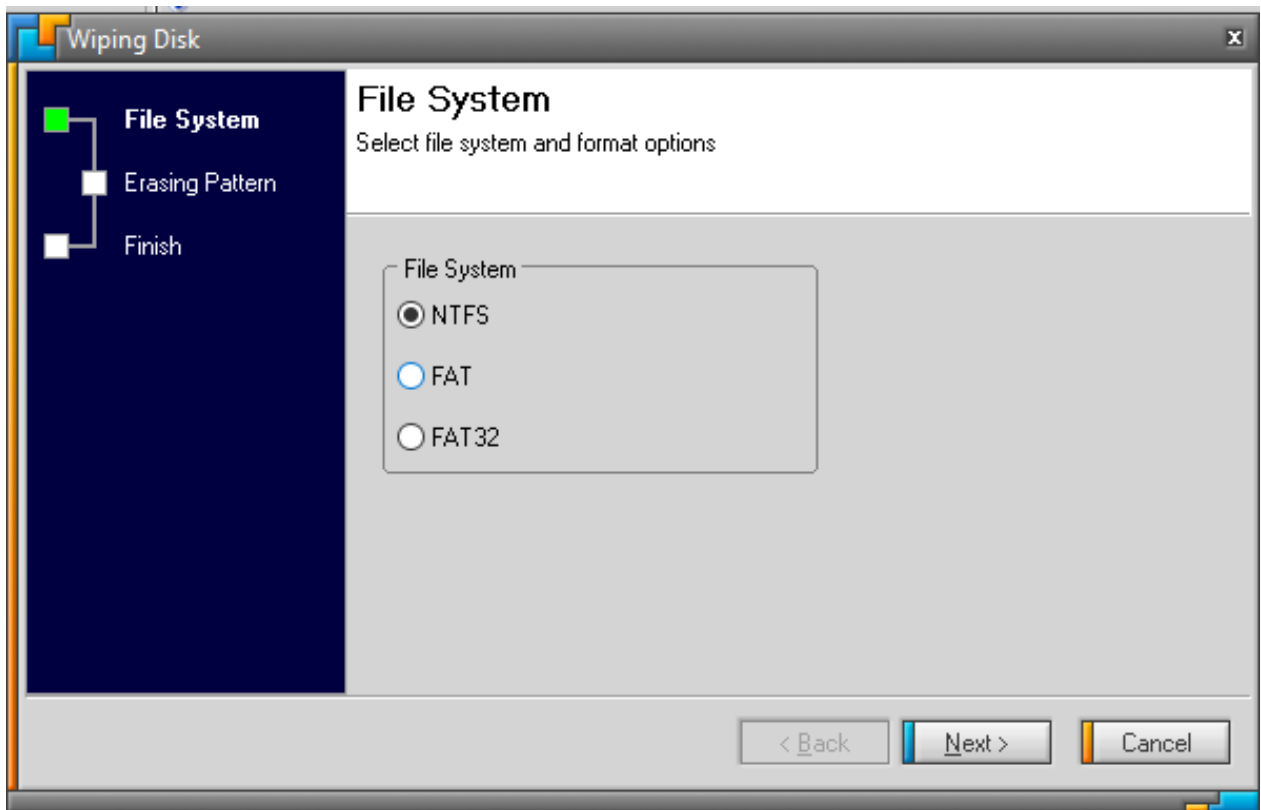 Wiping Disk
x
File System
Erasing Pattern
Finish
File System
Select file system and format options
File System
NTFS
FAT
FAT32
< Back
Next >
Cancel